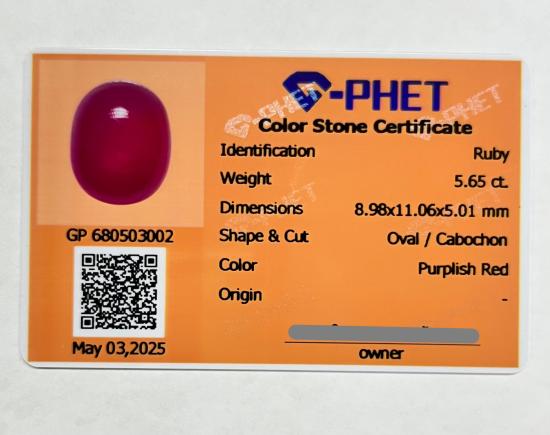 G-PHET
Color Stone Certificate
Identification Ruby
Weight 5.65 ct.
Dimensions 8.98x11.06x5.01 mm
Shape & Cut Oval / Cabochon
Color Purplish Red
Origin -
owner
GP 680503002
May 03,2025